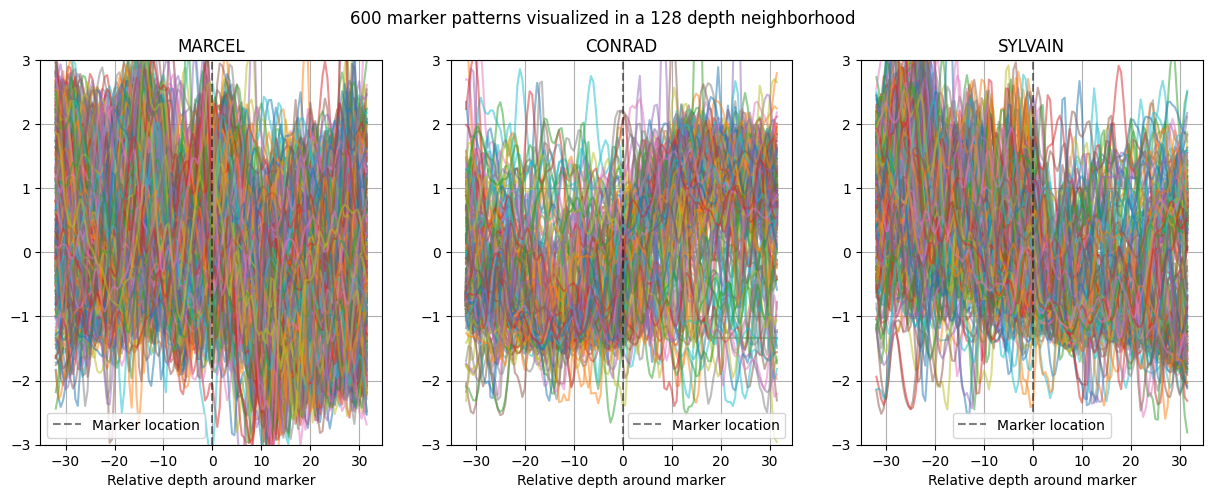 600 marker patterns visualized in a 128 depth neighborhood
MARCEL
3
2
1
0
−1
−2
−3
−30 −20 −10 0 10 20 30
Relative depth around marker
Marker location
CONRAD
3
2
1
0
−1
−2
−3
−30 −20 −10 0 10 20 30
Relative depth around marker
Marker location
SYLVAIN
3
2
1
0
−1
−2
−3
−30 −20 −10 0 10 20 30
Relative depth around marker
Marker location